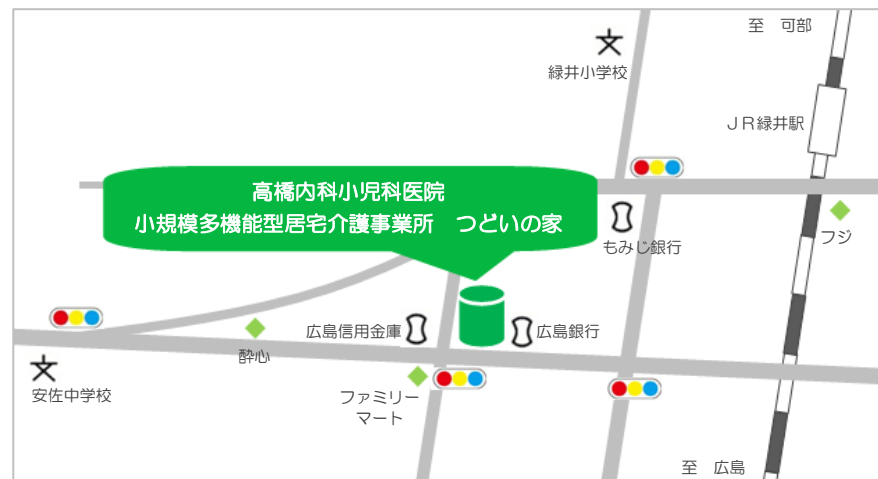 至　可部
緑井小学校
ＪＲ緑井駅
高橋内科小児科医院
小規模多機能型居宅介護事業所　つどいの家
もみじ銀行
フジ
広島信用金庫
広島銀行
酔心
安佐中学校
ファミリー
マート
至　広島